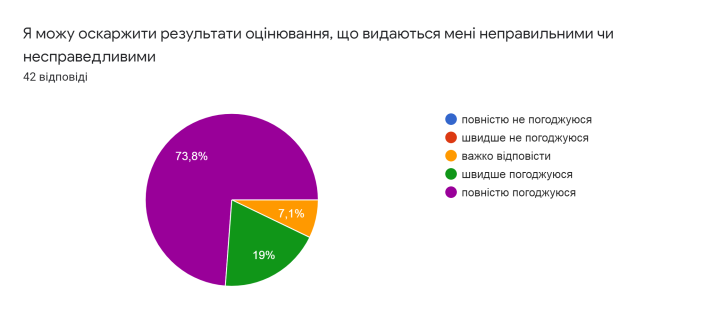 Я можу оскаржити результати оцінювання, що видаються мені неправильними чи
несправедливими
42 відповіді
повністю не погоджуюся
швидше не погоджуюся
важко відповісти
швидше погоджуюся
повністю погоджуюся
73,8%
7,1%
19%